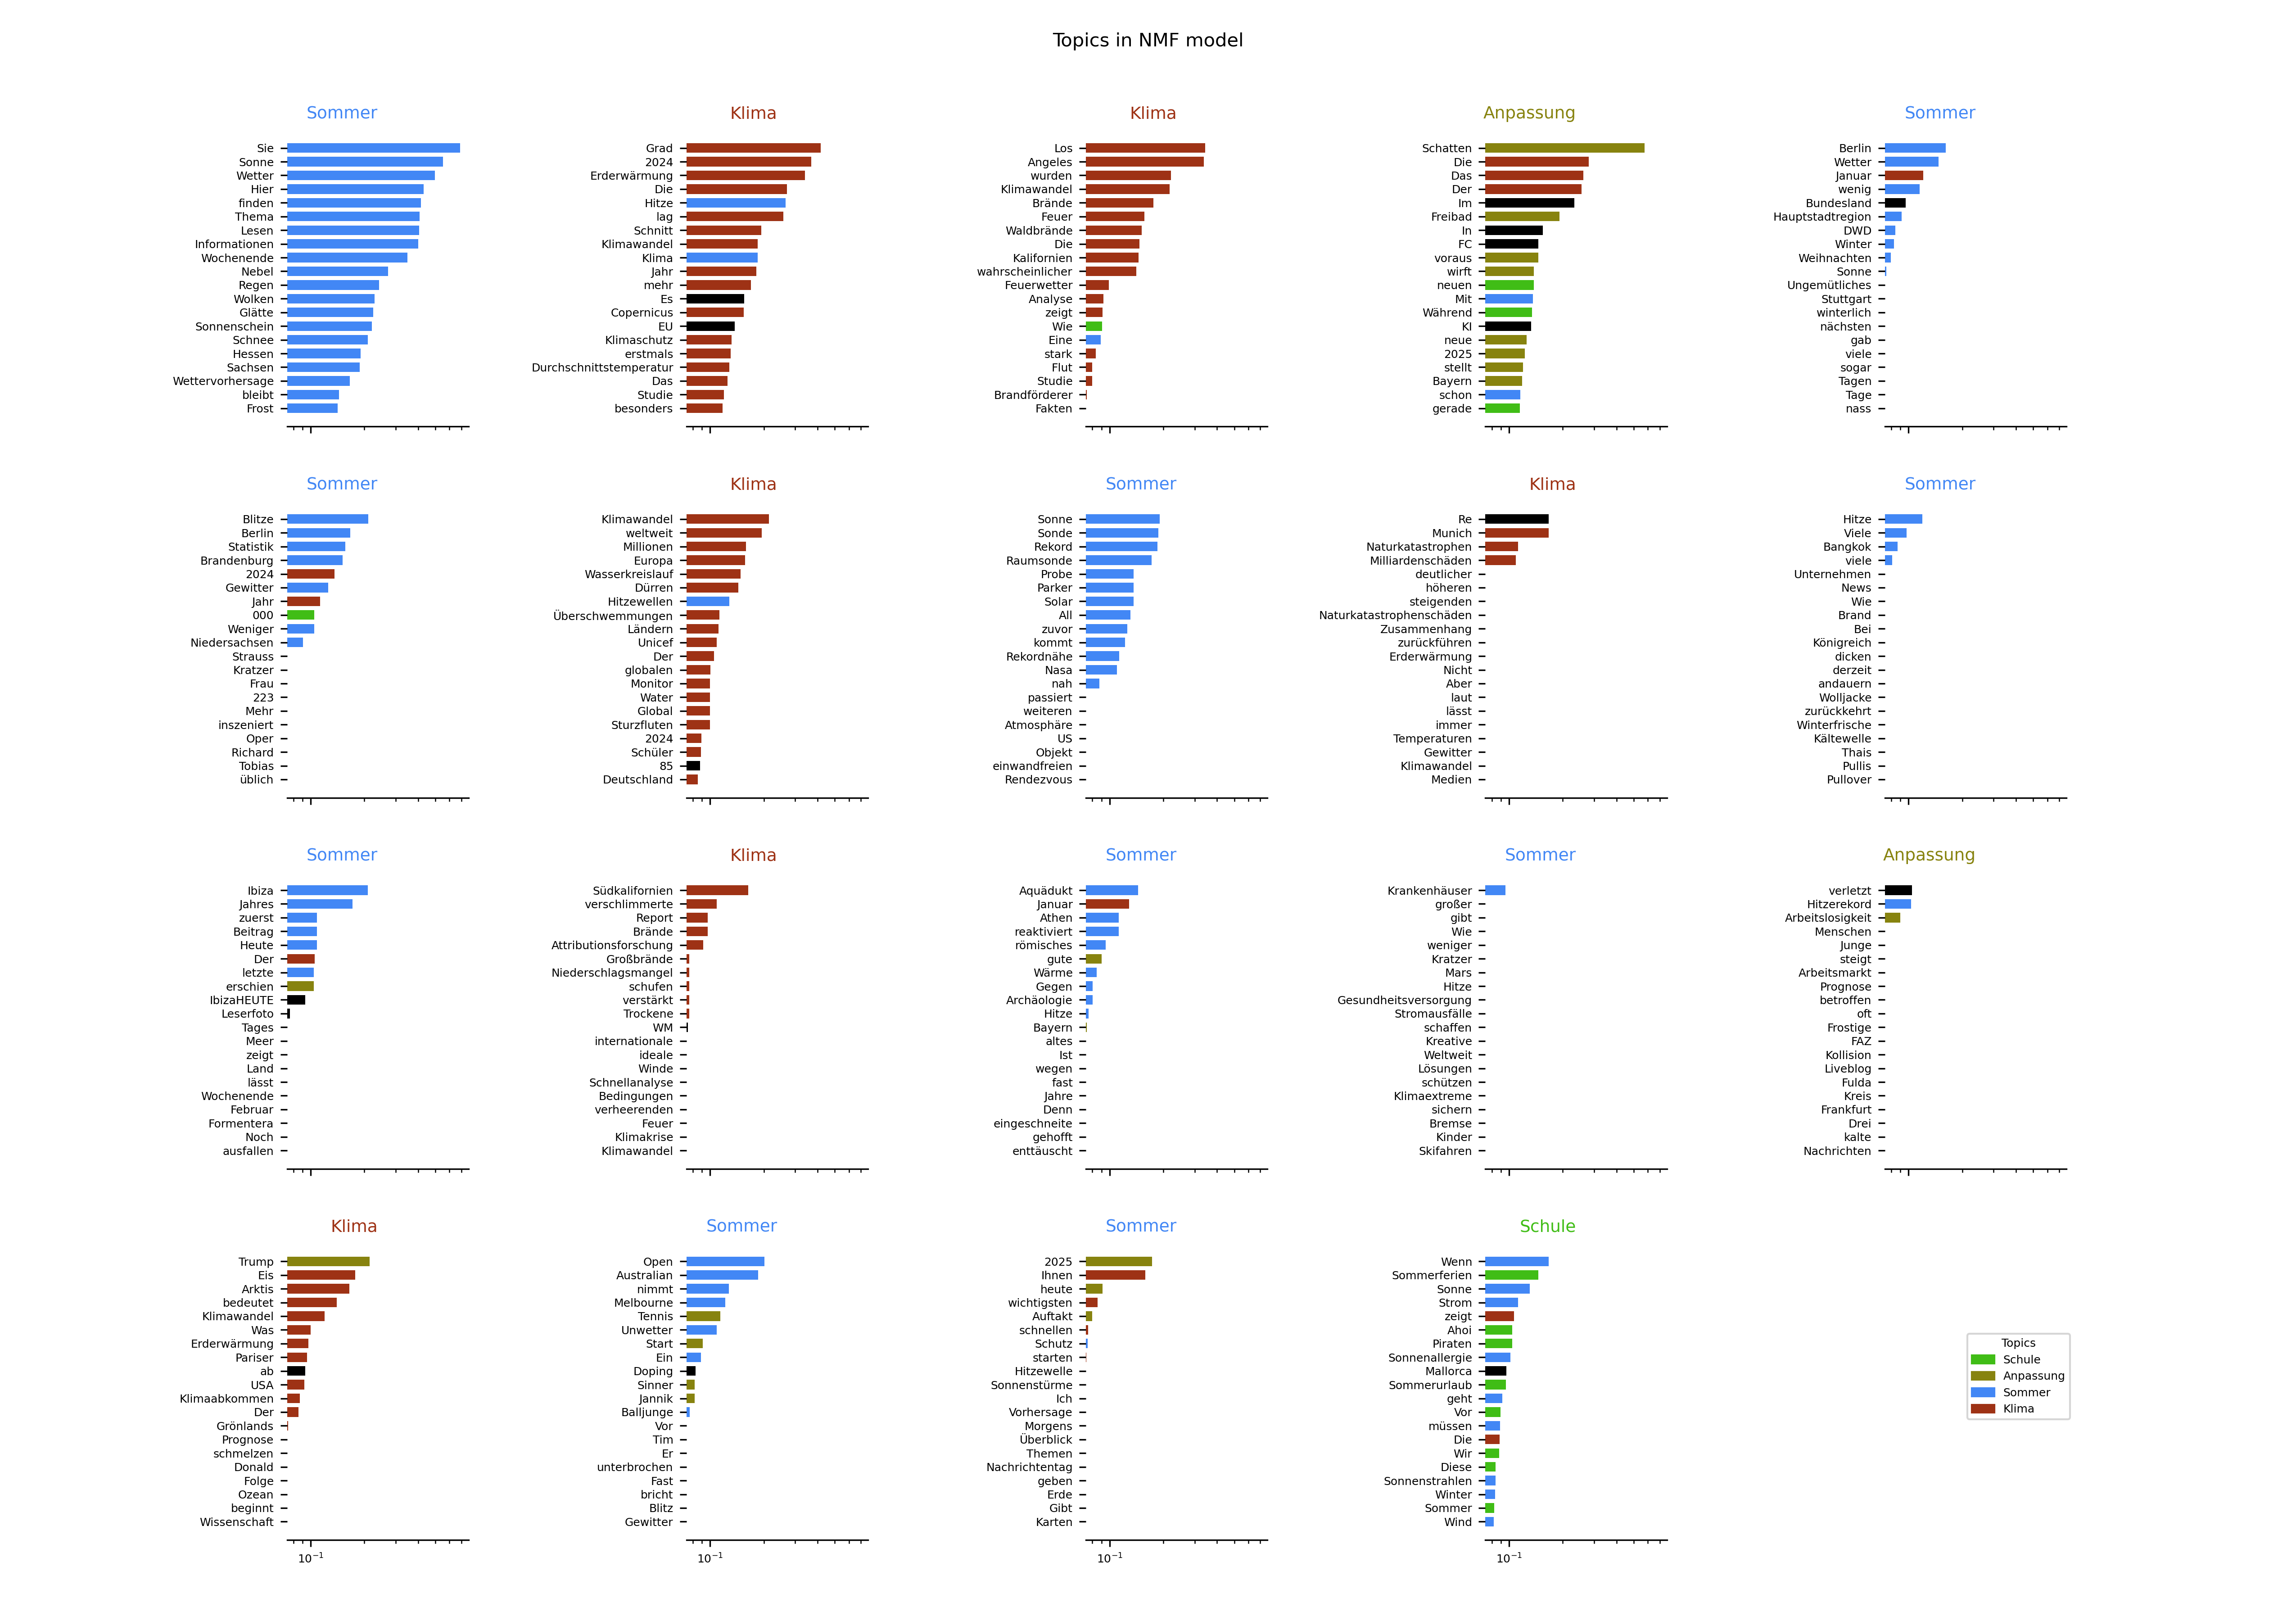 Topics in NMF model
Sommer
Sie
Sonne
Wetter
Hier
finden
Thema
Lesen
Informationen
Wochenende
Nebel
Regen
Wolken
Glätte
Sonnenschein
Schnee
Hessen
Sachsen
Wettervorhersage
bleibt
Frost
Klima
Grad
2024
Erderwärmung
Die
Hitze
lag
Schnitt
Klimawandel
Klima
Jahr
mehr
Es
Copernicus
EU
Klimaschutz
erstmals
Durchschnittstemperatur
Das
Studie
besonders
Klima
Los
Angeles
wurden
Klimawandel
Brände
Feuer
Waldbrände
Die
Kalifornien
wahrscheinlicher
Feuerwetter
Analyse
zeigt
Wie
Eine
stark
Flut
Studie
Brandförderer
Fakten
Anpassung
Schatten
Die
Das
Der
Im
Freibad
In
FC
voraus
wirft
neuen
Mit
Während
KI
neue
2025
stellt
Bayern
schon
gerade
Sommer
Berlin
Wetter
Januar
wenig
Bundesland
Hauptstadtregion
DWD
Winter
Weihnachten
Sonne
Ungemütliches
Stuttgart
winterlich
nächsten
gab
viele
sogar
Tagen
Tage
nass
Sommer
Blitze
Berlin
Statistik
Brandenburg
2024
Gewitter
Jahr
000
Weniger
Niedersachsen
Strauss
Kratzer
Frau
223
Mehr
inszeniert
Oper
Richard
Tobias
üblich
Klima
Klimawandel
weltweit
Millionen
Europa
Wasserkreislauf
Dürren
Hitzewellen
Überschwemmungen
Ländern
Unicef
Der
globalen
Monitor
Water
Global
Sturzfluten
2024
Schüler
85
Deutschland
Sommer
Sonne
Sonde
Rekord
Raumsonde
Probe
Parker
Solar
All
zuvor
kommt
Rekordnähe
Nasa
nah
passiert
weiteren
Atmosphäre
US
Objekt
einwandfreien
Rendezvous
Klima
Re
Munich
Naturkatastrophen
Milliardenschäden
deutlicher
höheren
steigenden
Naturkatastrophenschäden
Zusammenhang
zurückführen
Erderwärmung
Nicht
Aber
laut
lässt
immer
Temperaturen
Gewitter
Klimawandel
Medien
Sommer
Hitze
Viele
Bangkok
viele
Unternehmen
News
Wie
Brand
Bei
Königreich
dicken
derzeit
andauern
Wolljacke
zurückkehrt
Winterfrische
Kältewelle
Thais
Pullis
Pullover
Sommer
Ibiza
Jahres
zuerst
Beitrag
Heute
Der
letzte
erschien
IbizaHEUTE
Leserfoto
Tages
Meer
zeigt
Land
lässt
Wochenende
Februar
Formentera
Noch
ausfallen
Klima
Südkalifornien
verschlimmerte
Report
Brände
Attributionsforschung
Großbrände
Niederschlagsmangel
schufen
verstärkt
Trockene
WM
internationale
ideale
Winde
Schnellanalyse
Bedingungen
verheerenden
Feuer
Klimakrise
Klimawandel
Sommer
Aquädukt
Januar
Athen
reaktiviert
römisches
gute
Wärme
Gegen
Archäologie
Hitze
Bayern
altes
Ist
wegen
fast
Jahre
Denn
eingeschneite
gehofft
enttäuscht
Sommer
Krankenhäuser
großer
gibt
Wie
weniger
Kratzer
Mars
Hitze
Gesundheitsversorgung
Stromausfälle
schaffen
Kreative
Weltweit
Lösungen
schützen
Klimaextreme
sichern
Bremse
Kinder
Skifahren
Anpassung
verletzt
Hitzerekord
Arbeitslosigkeit
Menschen
Junge
steigt
Arbeitsmarkt
Prognose
betroffen
oft
Frostige
FAZ
Kollision
Liveblog
Fulda
Kreis
Frankfurt
Drei
kalte
Nachrichten
Klima
Trump
Eis
Arktis
bedeutet
Klimawandel
Was
Erderwärmung
Pariser
ab
USA
Klimaabkommen
Der
Grönlands
Prognose
schmelzen
Donald
Folge
Ozean
beginnt
Wissenschaft
10⁻¹
Sommer
Open
Australian
nimmt
Melbourne
Tennis
Unwetter
Start
Ein
Doping
Sinner
Jannik
Balljunge
Vor
Tim
Er
unterbrochen
Fast
bricht
Blitz
Gewitter
10⁻¹
Sommer
2025
Ihnen
heute
wichtigsten
Auftakt
schnellen
Schutz
starten
Hitzewelle
Sonnenstürme
Ich
Vorhersage
Morgens
Überblick
Themen
Nachrichtentag
geben
Erde
Gibt
Karten
10⁻¹
Schule
Wenn
Sommerferien
Sonne
Strom
zeigt
Ahoi
Piraten
Sonnenallergie
Mallorca
Sommerurlaub
geht
Vor
müssen
Die
Wir
Diese
Sonnenstrahlen
Winter
Sommer
Wind
10⁻¹
Topics
Schule
Anpassung
Sommer
Klima